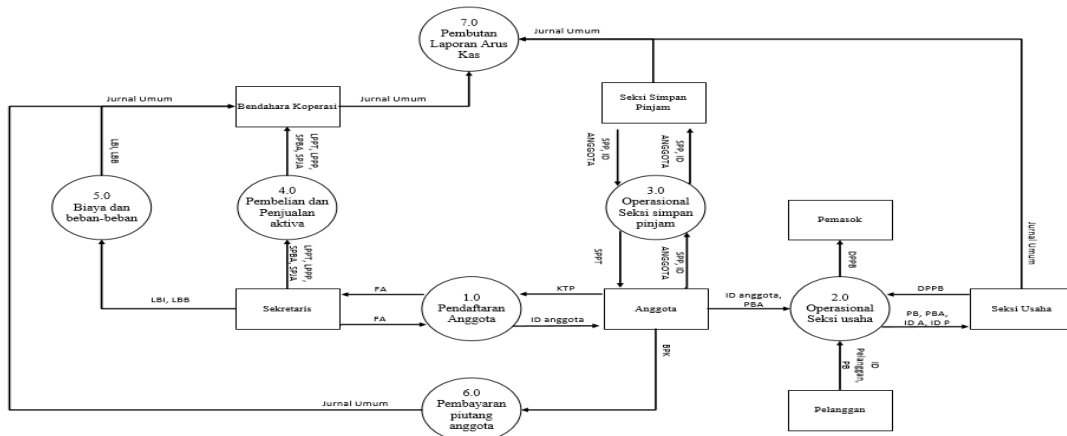 7.0
Pembutan
Laporan Arus
Kas
Jurnal Umum
Jurnal Umum
Bendahara Koperasi
Jurnal Umum
Seksi Simpan
Pinjam
LBI, LBB
LPPT, LPPP,
SPBA, SPJA
SPP, ID
ANGGOTA
SPP, ID
ANGGOTA
5.0
Biaya dan
beban-beban
4.0
Pembelian dan
Penjualan
aktiva
3.0
Operasional
Seksi simpan
pinjam
Pemasok
Jurnal Umum
LPPT, LPPP,
SPBA, SPJA
SPPT
SPP, ID
ANGGOTA
DPPB
LBI, LBB
Sekretaris
FA
FA
1.0
Pendaftaran
Anggota
KTP
ID anggota
Anggota
ID anggota,
PBA
2.0
Operasional
Seksi usaha
DPPB
PB, PBA,
ID A, ID P
Seksi Usaha
BPK
ID
Pelanggan,
PB
Jurnal Umum
6.0
Pembayaran
piutang
anggota
Pelanggan